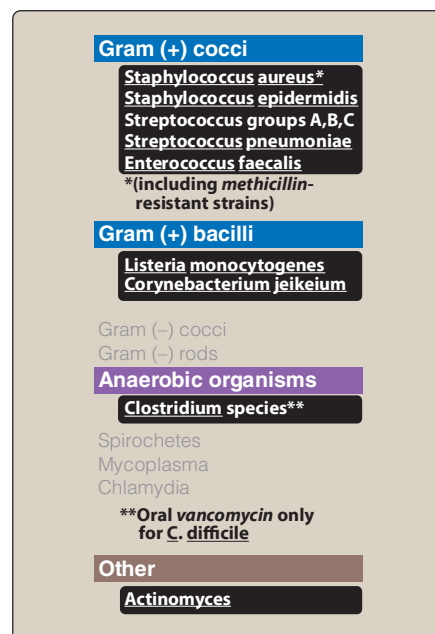 Gram (+) cocci
Staphylococcus aureus*
Staphylococcus epidermidis
Streptococcus groups A,B,C
Streptococcus pneumoniae
Enterococcus faecalis
*(including methicillin-
resistant strains)
Gram (+) bacilli
Listeria monocytogenes
Corynebacterium jeikeium
Gram (–) cocci
Gram (–) rods
Anaerobic organisms
Clostridium species**
Spirochetes
Mycoplasma
Chlamydia
**Oral vancomycin only
for C. difficile
Other
Actinomyces